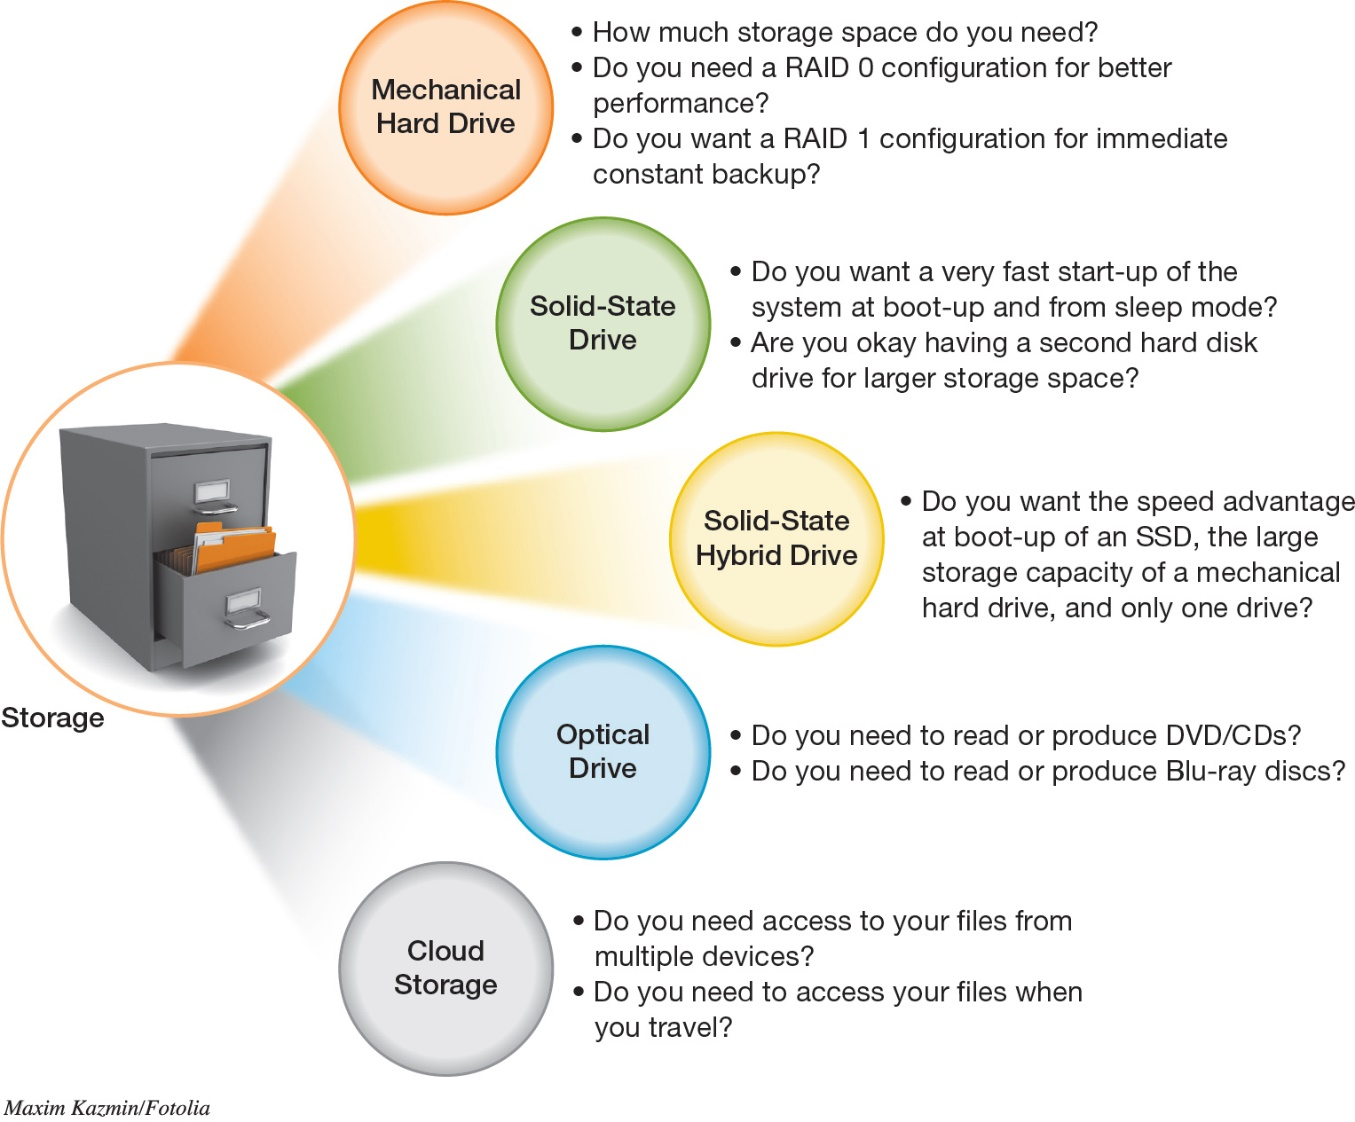 Mechanical
Hard Drive
• How much storage space do you need?
• Do you need a RAID 0 configuration for better
performance?
• Do you want a RAID 1 configuration for immediate
constant backup?
Solid-State
Drive
• Do you want a very fast start-up of the
system at boot-up and from sleep mode?
• Are you okay having a second hard disk
drive for larger storage space?
Solid-State
Hybrid Drive
• Do you want the speed advantage
at boot-up of an SSD, the large
storage capacity of a mechanical
hard drive, and only one drive?
Storage
Optical
Drive
• Do you need to read or produce DVD/CDs?
• Do you need to read or produce Blu-ray discs?
Cloud
Storage
• Do you need access to your files from
multiple devices?
• Do you need to access your files when
you travel?
Maxim Kazmin/Fotolia